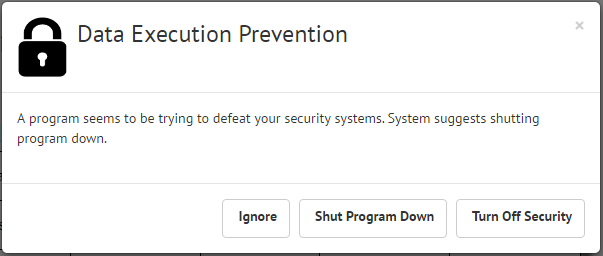 Data Execution Prevention
×
A program seems to be trying to defeat your security systems. System suggests shutting
program down.
Ignore
Shut Program Down
Turn Off Security